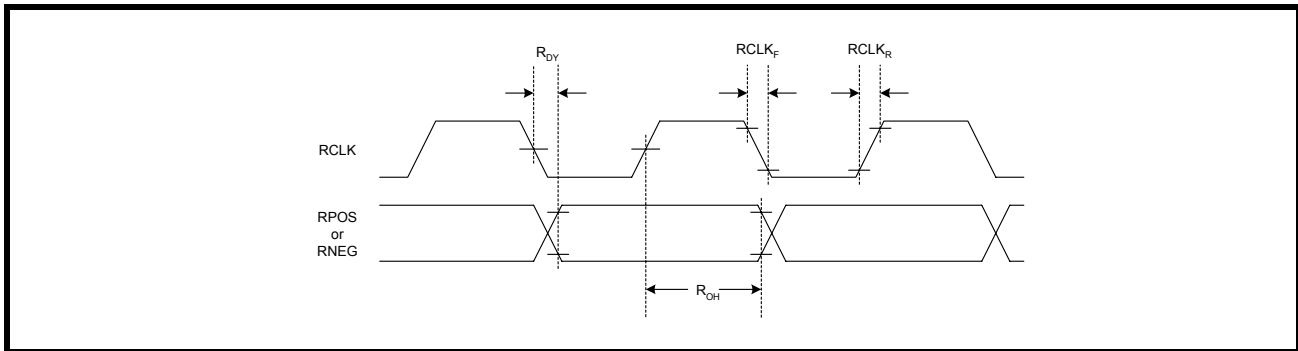 R_DY
RCLK_F
RCLK_R
RCLK
RPOS
or
RNEG
R_OH